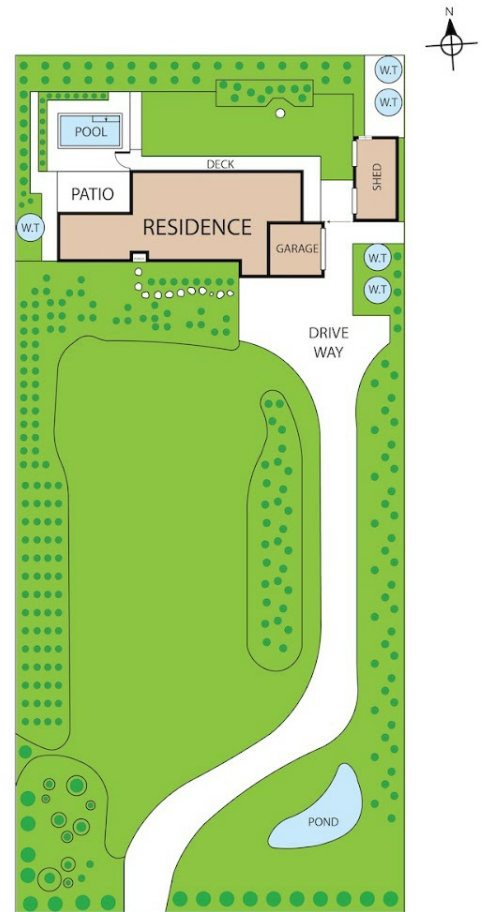 N
W.T
W.T
POOL
DECK
SHED
PATIO
RESIDENCE
W.T
GARAGE
W.T
W.T
DRIVE
WAY
POND